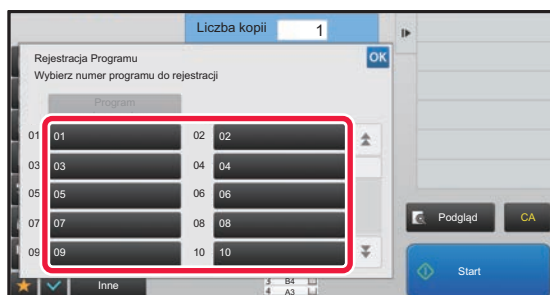 Liczba kopii 1
Rejestracja Programu OK
Wybierz numer programu do rejestracji
Program
01 01 02 02
03 03 04 04
05 05 06 06
07 07 08 08
09 09 10 10
Podgląd CA
Start
Inne
3 B4
4 A3